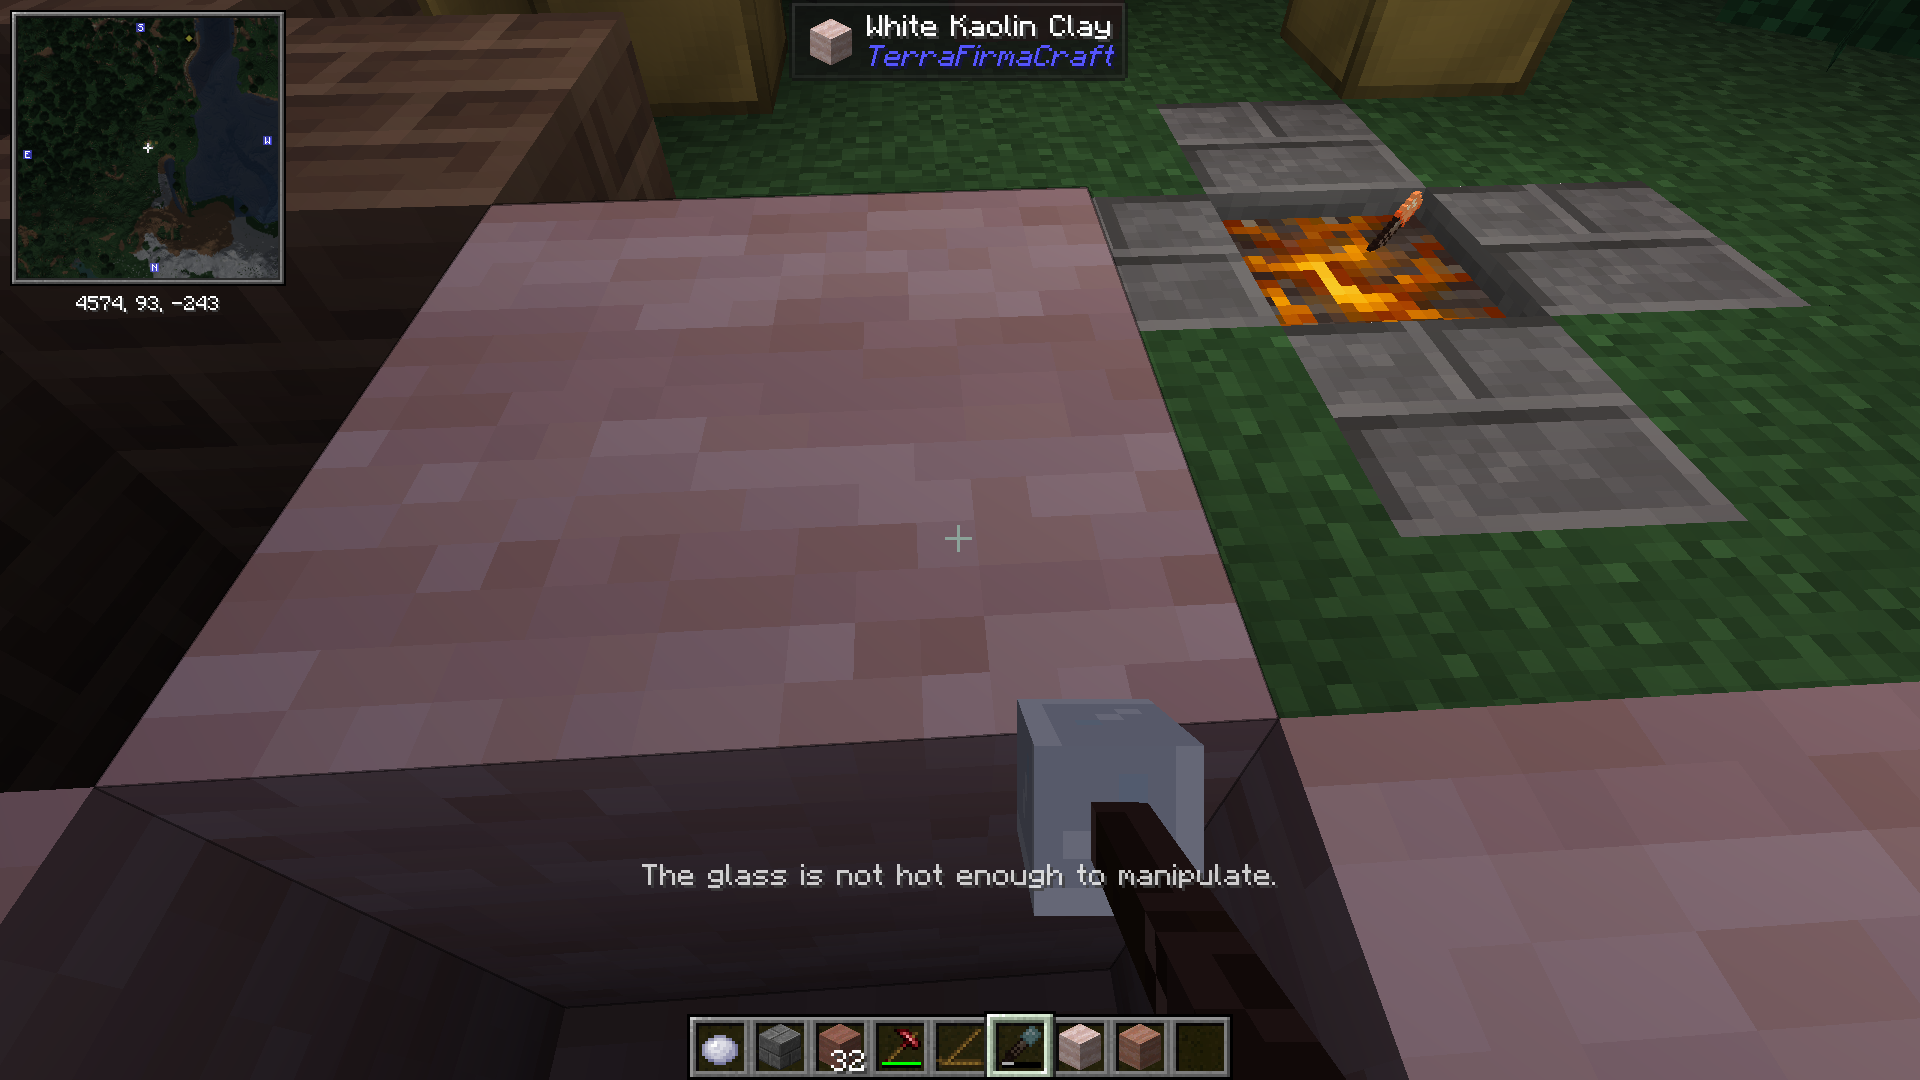 White Kaolin Clay
TerraFirmaCraft
S
E
W
N
4574, 93, -243
The glass is not hot enough to manipulate.
32